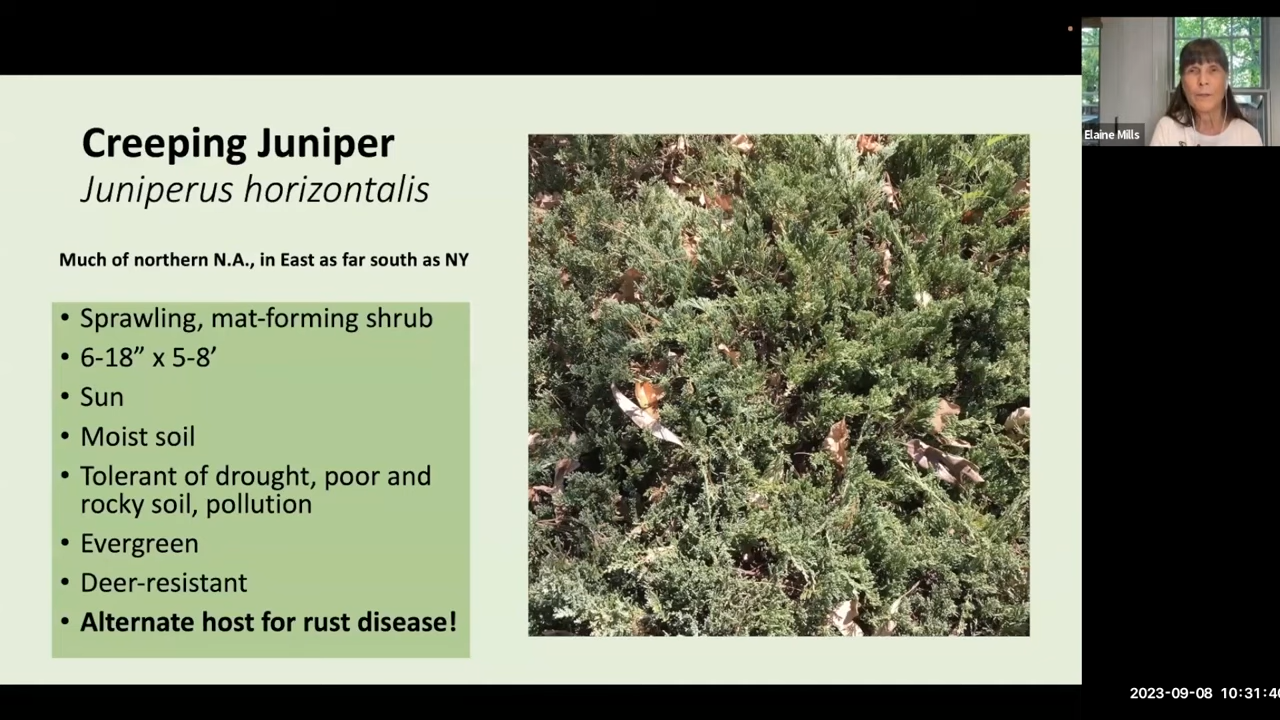 Creeping Juniper
Juniperus horizontalis
Much of northern N.A., in East as far south as NY
• Sprawling, mat-forming shrub
• 6-18” x 5-8’
• Sun
• Moist soil
• Tolerant of drought, poor and
rocky soil, pollution
• Evergreen
• Deer-resistant
• Alternate host for rust disease!
Elaine Mills
2023-09-08 10:31:4